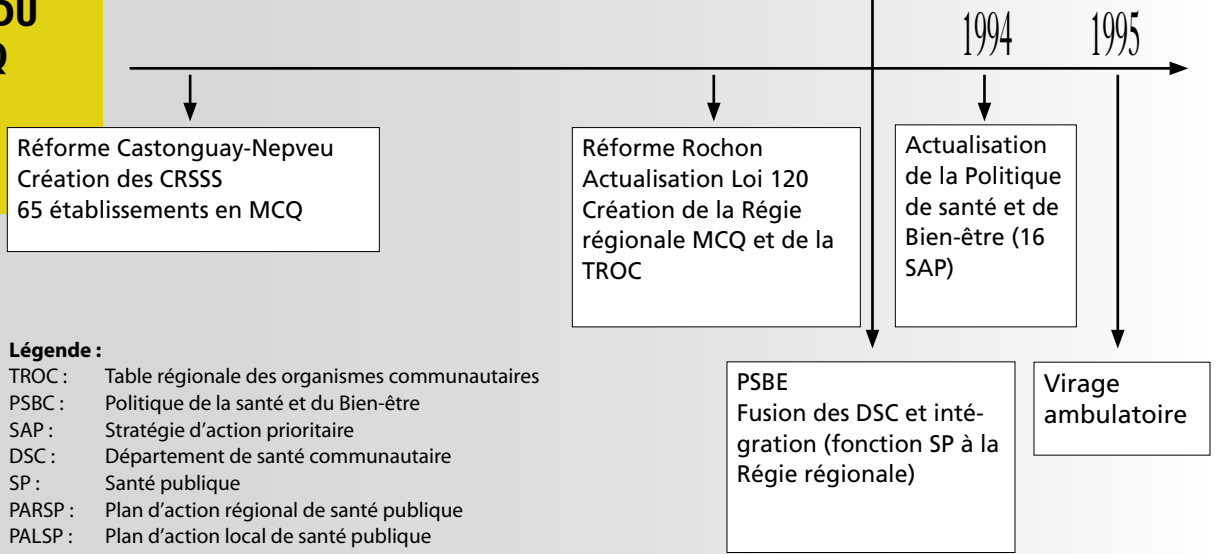 DU
Q
1994 1995
Réforme Castonguay-Nepveu
Création des CRSSS
65 établissements en MCQ
Réforme Rochon
Actualisation Loi 120
Création de la Régie
régionale MCQ et de la
TROC
Actualisation
de la Politique
de santé et de
Bien-être (16
SAP)
PSBE
Fusion des DSC et inté-
gration (fonction SP à la
Régie régionale)
Virage
ambulatoire
Légende :
TROC : Table régionale des organismes communautaires
PSBC : Politique de la santé et du Bien-être
SAP : Stratégie d'action prioritaire
DSC : Département de santé communautaire
SP : Santé publique
PARSP : Plan d'action régional de santé publique
PALSP : Plan d'action local de santé publique